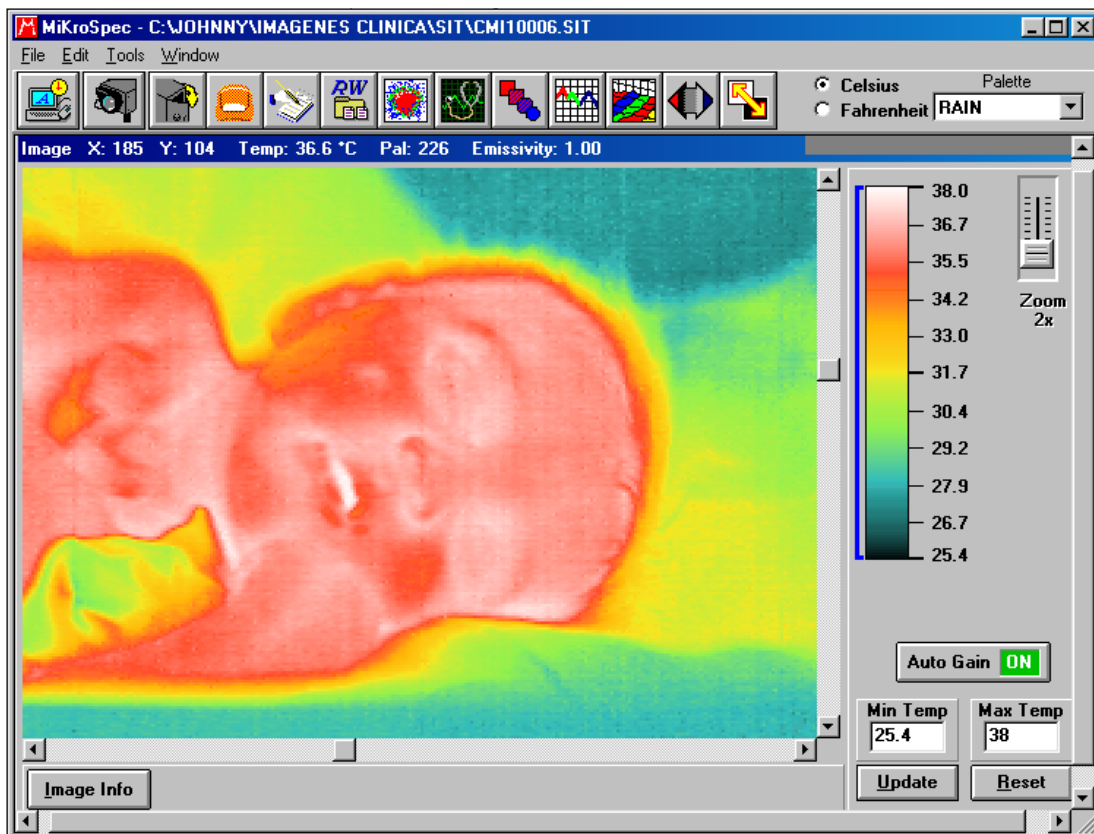 MiKroSpec - C:\JOHNNY\IMAGENES CLINICA\SIT\CMI10006.SIT
File Edit Tools Window
RW
Celsius
Fahrenheit
Palette
RAIN
Image X: 185 Y: 104 Temp: 36.6 *C Pal: 226 Emissivity: 1.00
38.0
36.7
35.5
34.2
33.0
31.7
30.4
29.2
27.9
26.7
25.4
Zoom
2x
Auto Gain ON
Min Temp Max Temp
25.4 38
Update Reset
Image Info